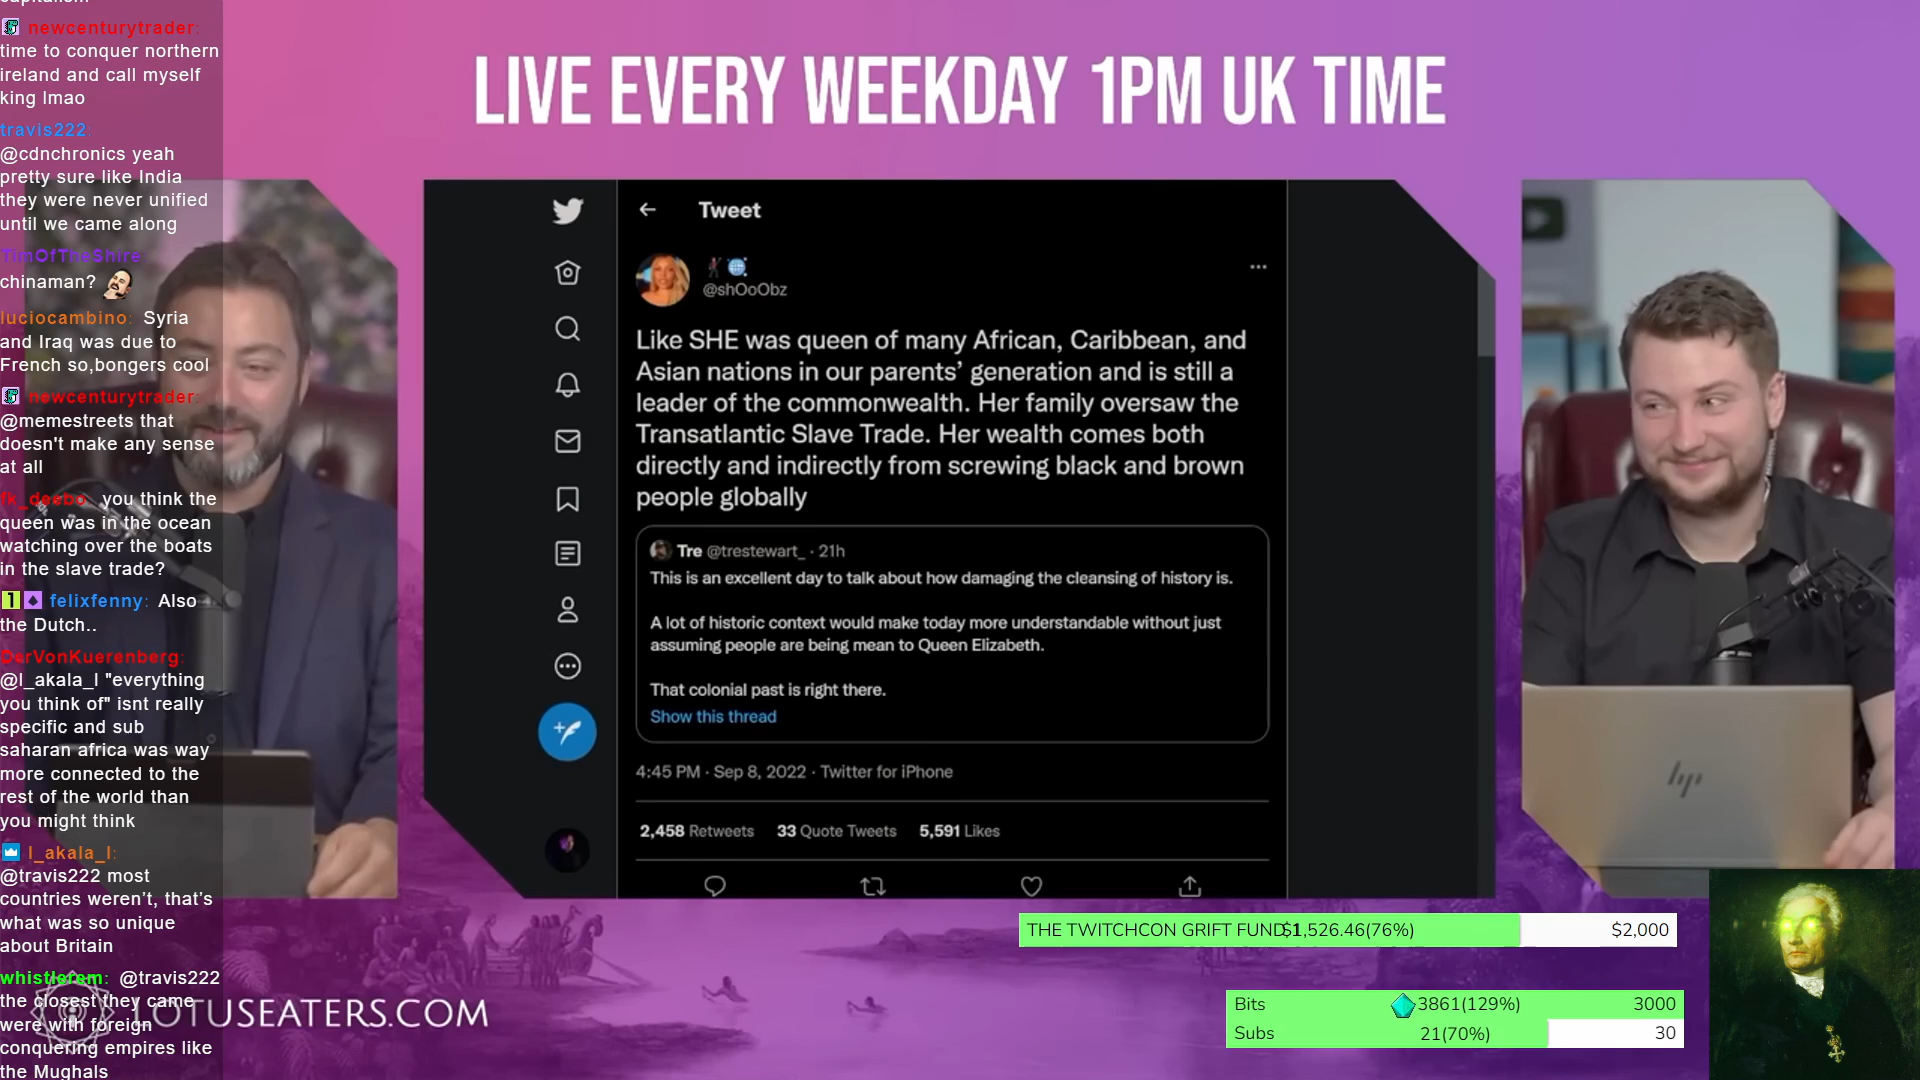 newcenturytrader:
time to conquer northern
ireland and call myself
king lmao
travis222:
@cdnchronics yeah
pretty sure like India
they were never unified
until we came along
TimOfTheShire:
chinaman?
luciocambino: Syria
and Iraq was due to
French so,bongers cool
newcenturytrader:
@memestreets that
doesn't make any sense
at all
fk_deebo: you think the
queen was in the ocean
watching over the boats
in the slave trade?
1 felixfenny: Also
the Dutch..
DerVonKuerenberg:
@l_akala_l "everything
you think of" isnt really
specific and sub
saharan africa was way
more connected to the
rest of the world than
you might think
l_akala_l:
@travis222 most
countries weren't, that's
what was so unique
about Britain
whistlerem: @travis222
the closest they came
were with foreign
conquering empires like
the Mughals
LIVE EVERY WEEKDAY 1PM UK TIME
Tweet
@shOoObz
Like SHE was queen of many African, Caribbean, and
Asian nations in our parents’ generation and is still a
leader of the commonwealth. Her family oversaw the
Transatlantic Slave Trade. Her wealth comes both
directly and indirectly from screwing black and brown
people globally
Tre @trestewart_ · 21h
This is an excellent day to talk about how damaging the cleansing of history is.
A lot of historic context would make today more understandable without just
assuming people are being mean to Queen Elizabeth.
That colonial past is right there.
Show this thread
4:45 PM · Sep 8, 2022 · Twitter for iPhone
2,458 Retweets 33 Quote Tweets 5,591 Likes
hp
THE TWITCHCON GRIFT FUND $1,526.46(76%) $2,000
Bits 3861(129%) 3000
Subs 21(70%) 30
LOTUSEATERS.COM